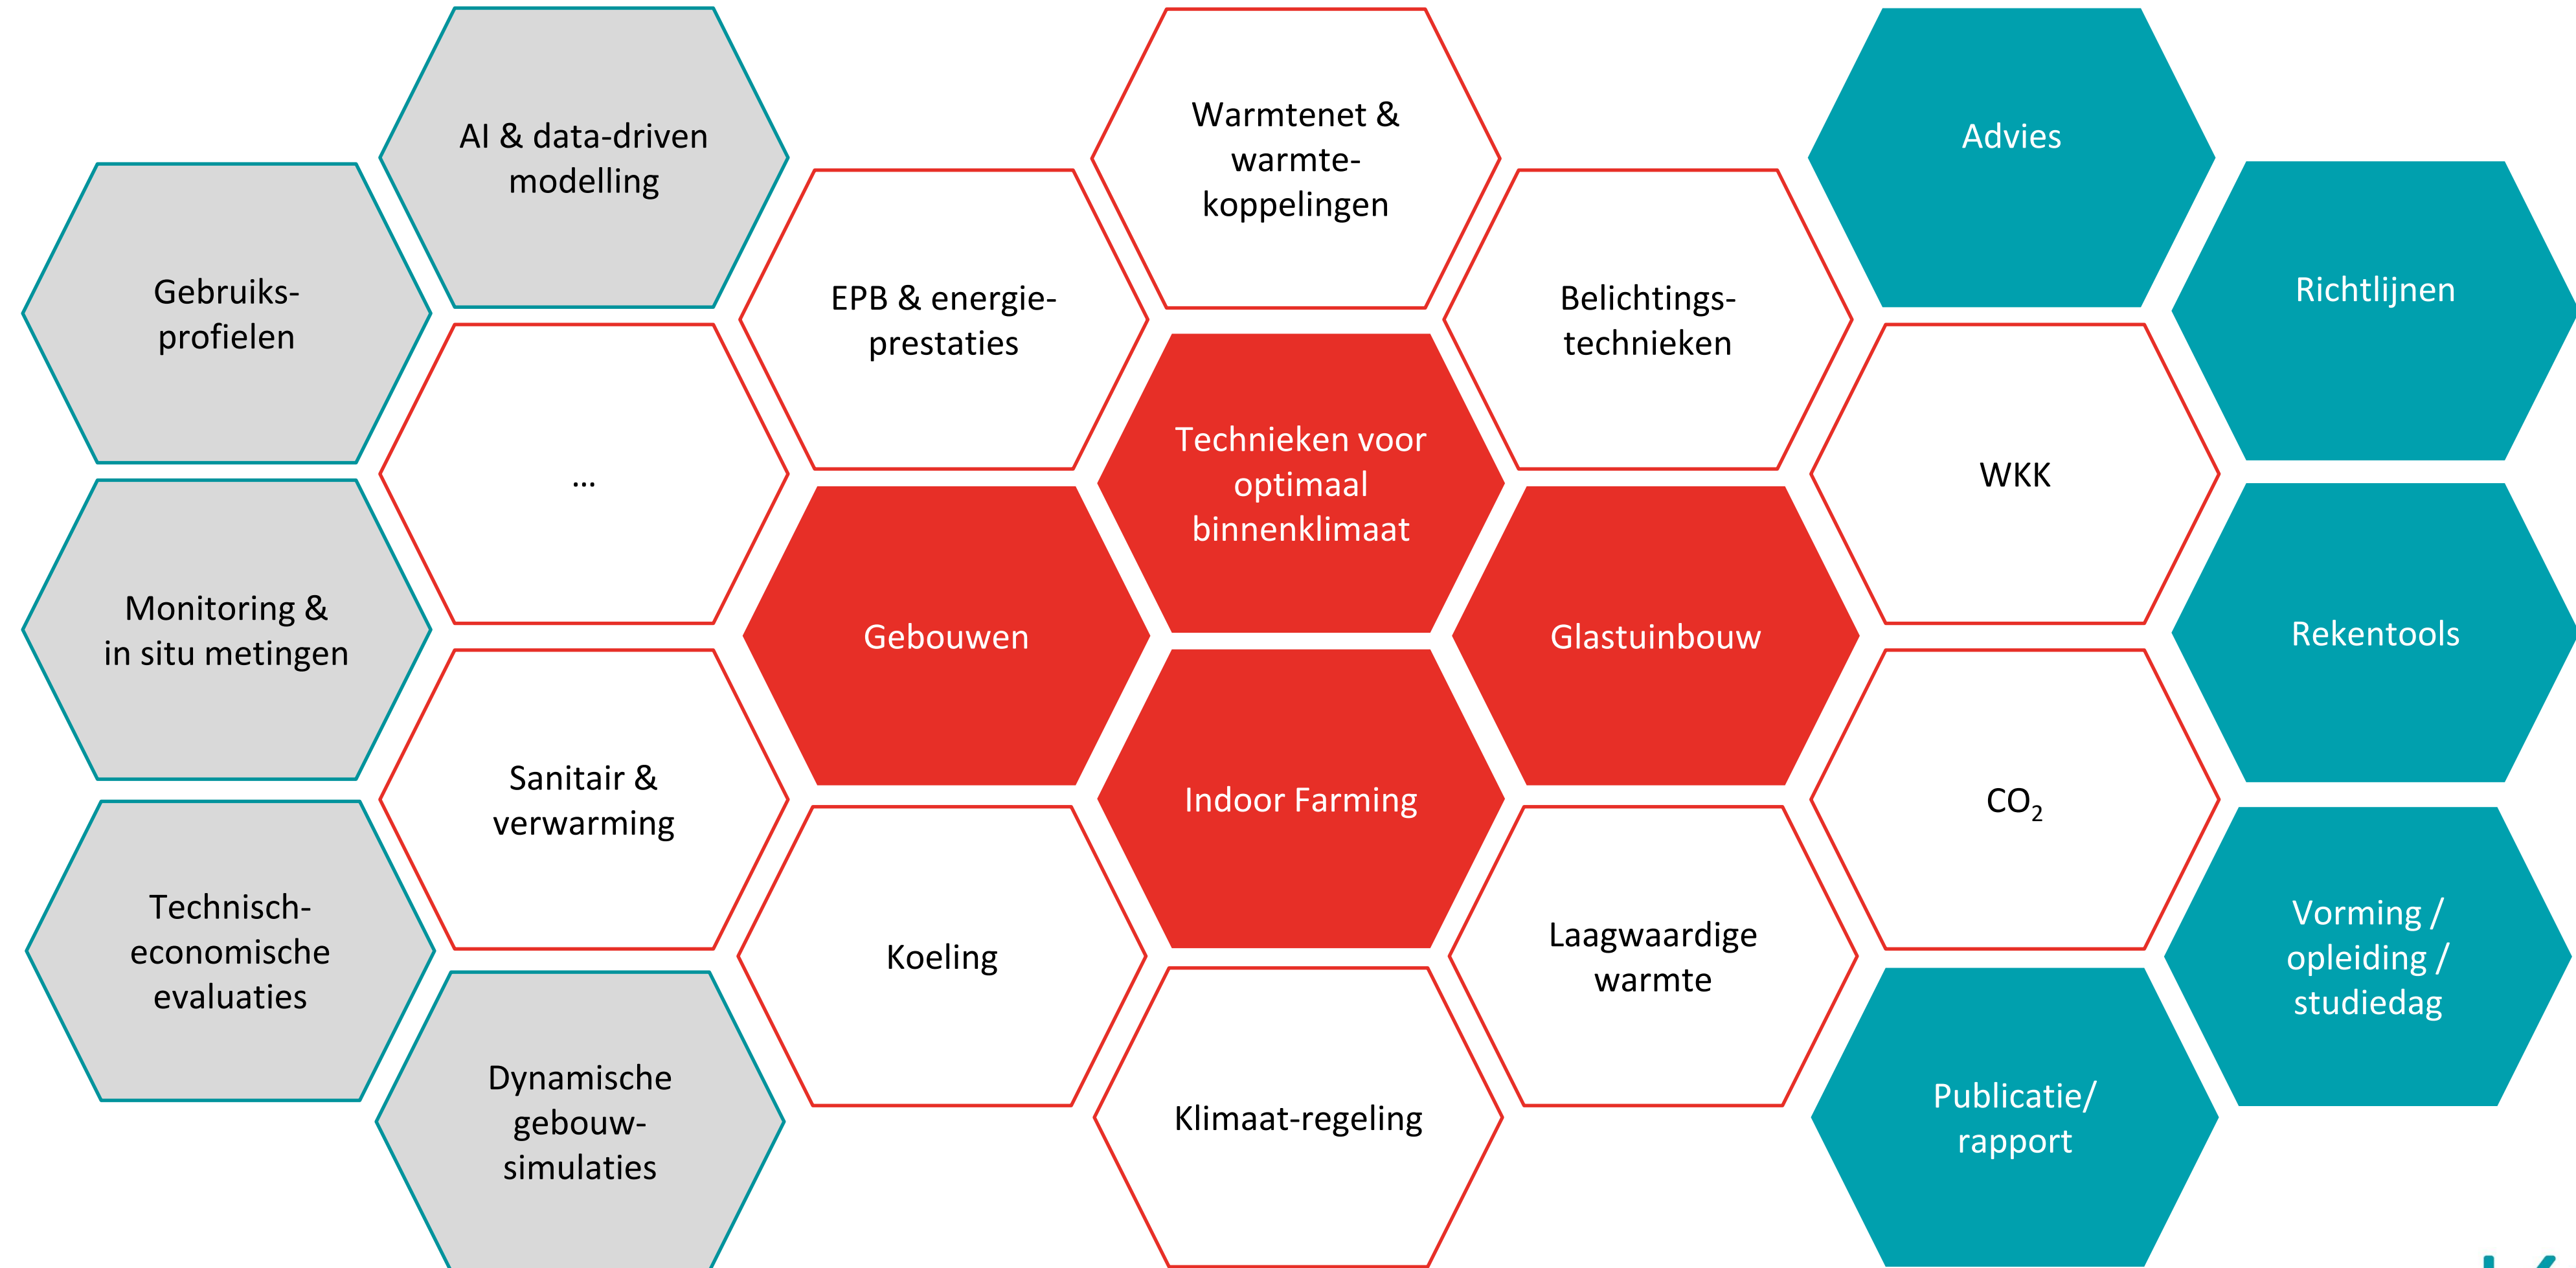 AI & data-driven
modelling
Gebruiks-
profielen
...
Monitoring &
in situ metingen
Sanitair &
verwarming
Technisch-
economische
evaluaties
Dynamische
gebouw-
simulaties
EPB & energie-
prestaties
Gebouwen
Koeling
Warmtenet &
warmte-
koppelingen
Technieken voor
optimaal
binnenklimaat
Indoor Farming
Klimaat-regeling
Belichtings-
technieken
Glastuinbouw
Laagwaardige
warmte
Advies
WKK
CO₂
Publicatie/
rapport
Richtlijnen
Rekentools
Vorming /
opleiding /
studiedag